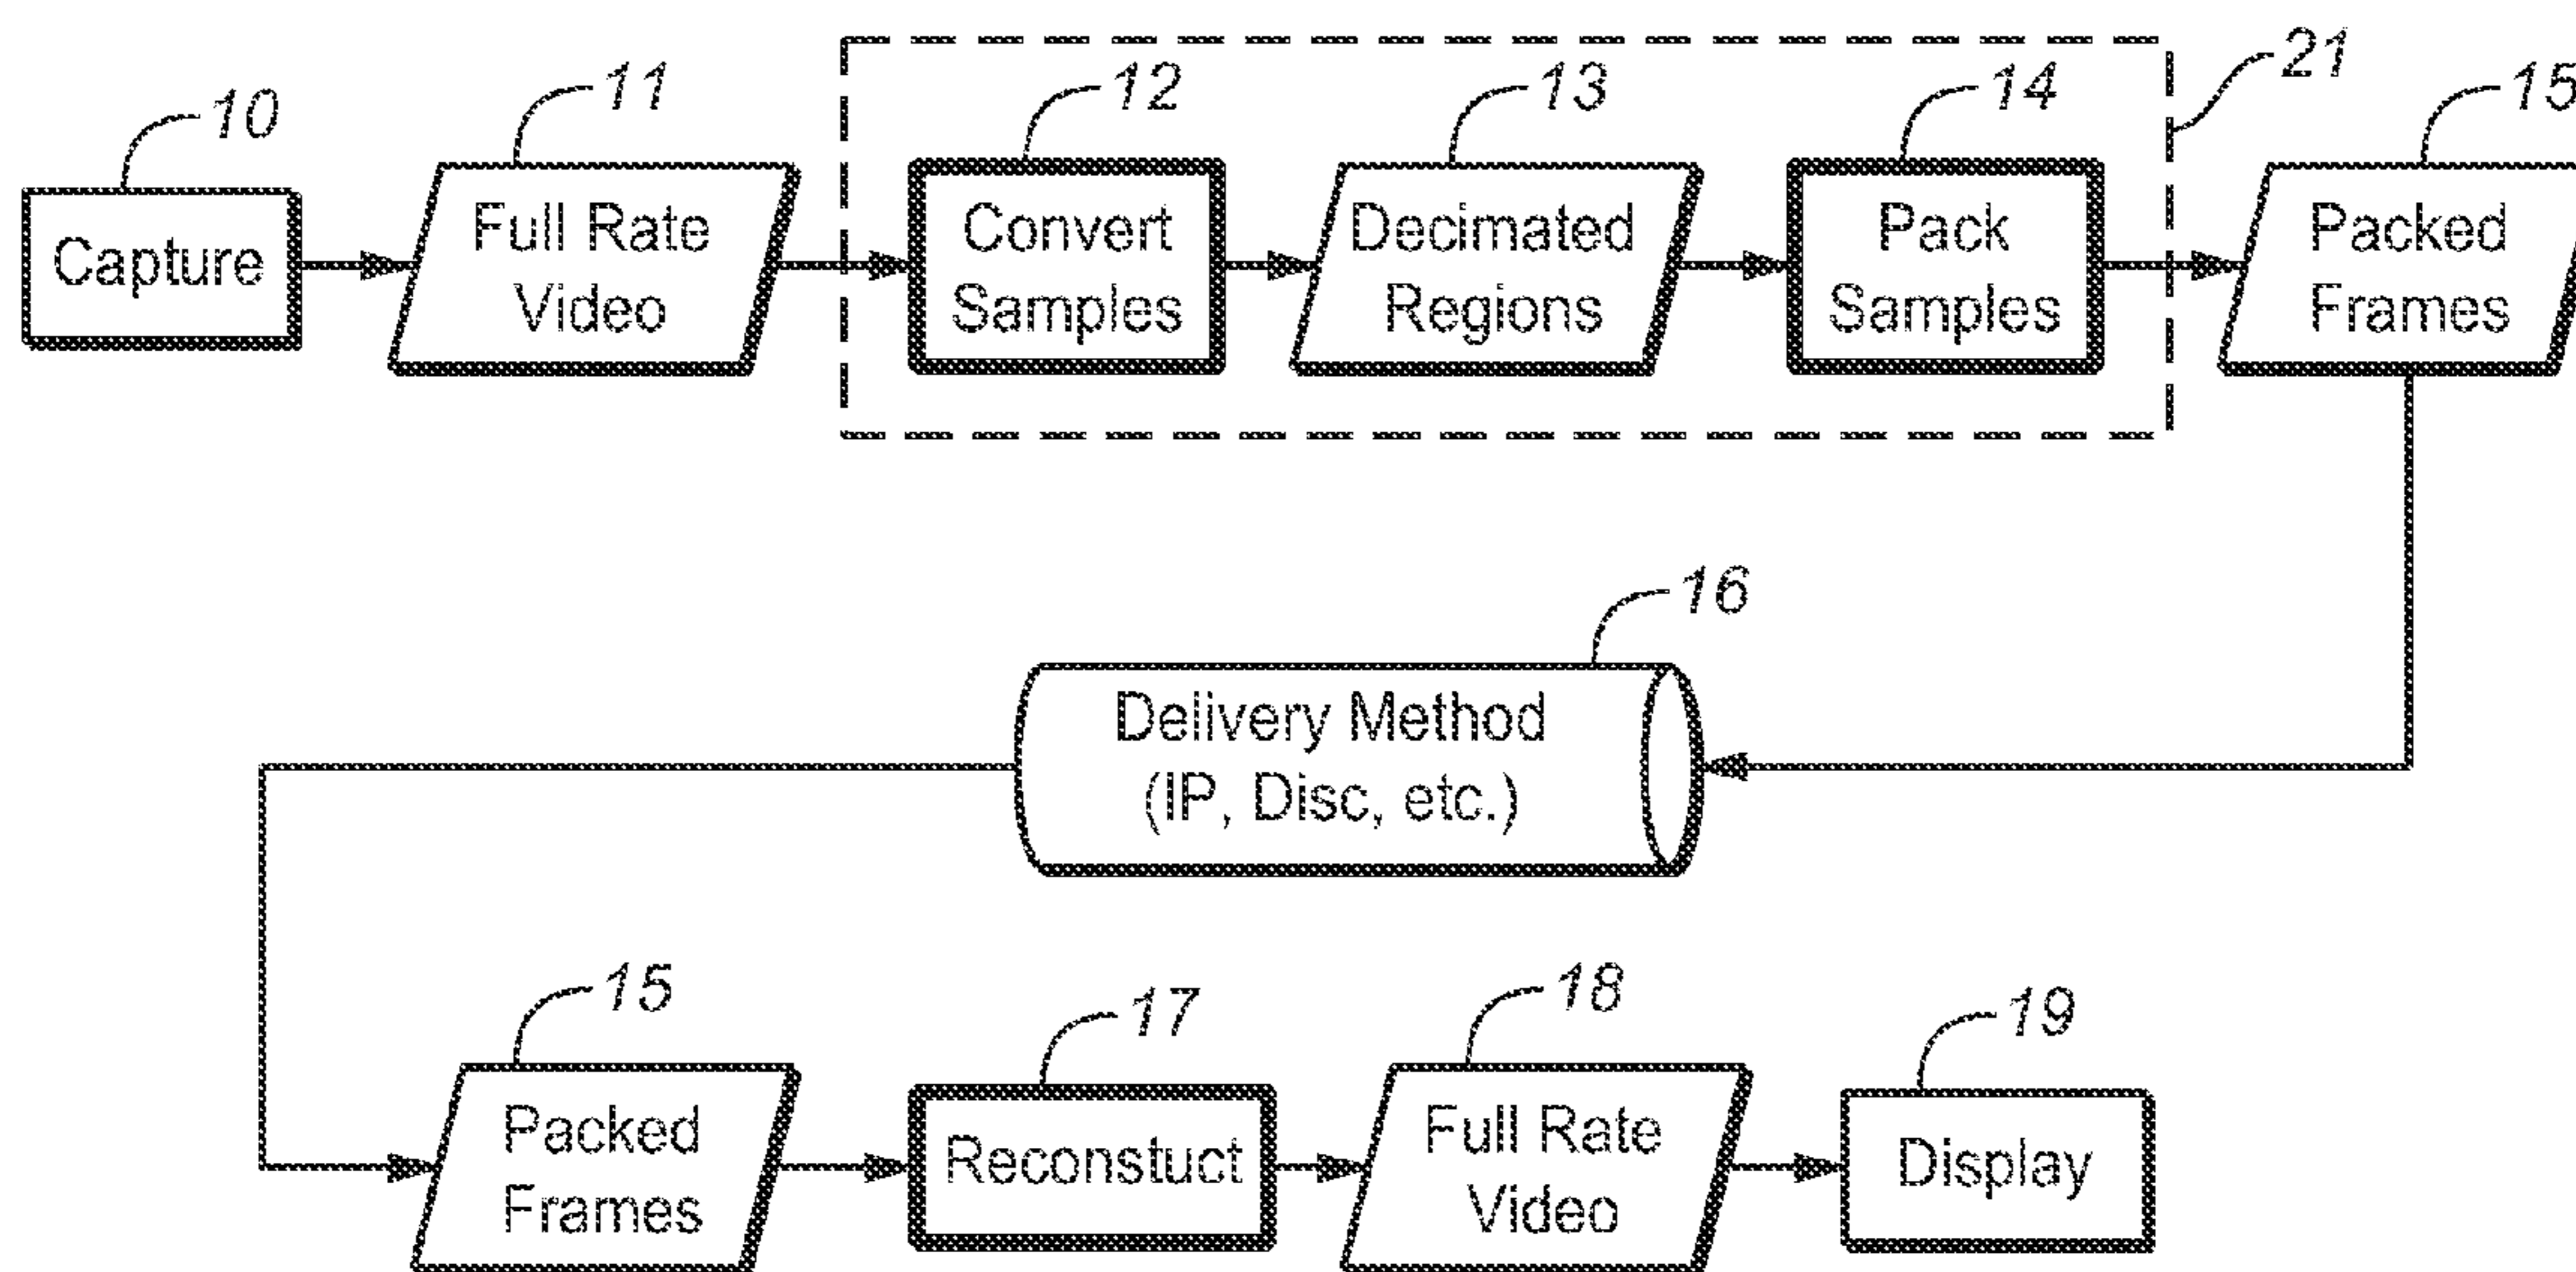 10
11
12
13
14
21
15
Capture
Full Rate
Video
Convert
Samples
Decimated
Regions
Pack
Samples
Packed
Frames
16
Delivery Method
(IP, Disc, etc.)
15
17
18
19
Packed
Frames
Reconstuct
Full Rate
Video
Display